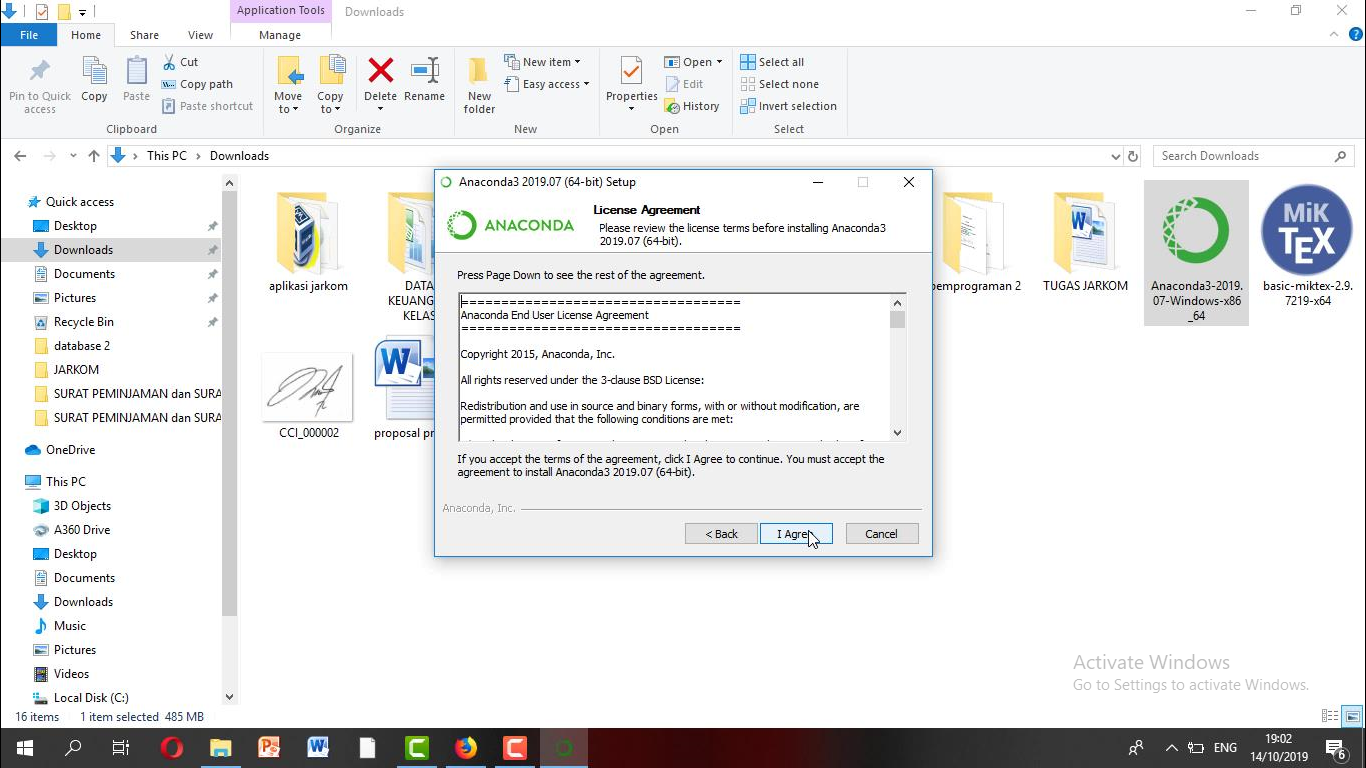 Application Tools
Downloads
File
Home
Share
View
Manage
Pin to Quick access
Copy
Paste
Cut
Copy path
Paste shortcut
Clipboard
Move to
Copy to
Delete
Rename
Organize
New folder
New item
Easy access
New
Properties
Open
Edit
History
Open
Select all
Select none
Invert selection
Select
This PC > Downloads
Search Downloads
Quick access
Desktop
Downloads
Documents
Pictures
Recycle Bin
database 2
JARKOM
SURAT PEMINJAMAN dan SURA
SURAT PEMINJAMAN dan SURA
OneDrive
This PC
3D Objects
A360 Drive
Desktop
Documents
Downloads
Music
Pictures
Videos
Local Disk (C:)
aplikasi jarkom
DATA
KEUANG
KELAS
emprograman 2
TUGAS JARKOM
Anaconda3-2019.
07-Windows-x86
_64
MiK
TEX
basic-miktex-2.9.
7219-x64
CCI_000002
proposal pr
Anaconda3 2019.07 (64-bit) Setup
ANACONDA
License Agreement
Please review the license terms before installing Anaconda3
2019.07 (64-bit).
Press Page Down to see the rest of the agreement.
===================================
Anaconda End User License Agreement
===================================
Copyright 2015, Anaconda, Inc.
All rights reserved under the 3-clause BSD License:
Redistribution and use in source and binary forms, with or without modification, are
permitted provided that the following conditions are met:
If you accept the terms of the agreement, click I Agree to continue. You must accept the
agreement to install Anaconda3 2019.07 (64-bit).
Anaconda, Inc.
< Back
I Agree
Cancel
Activate Windows
Go to Settings to activate Windows.
16 items 1 item selected 485 MB
ENG
19:02
14/10/2019
6